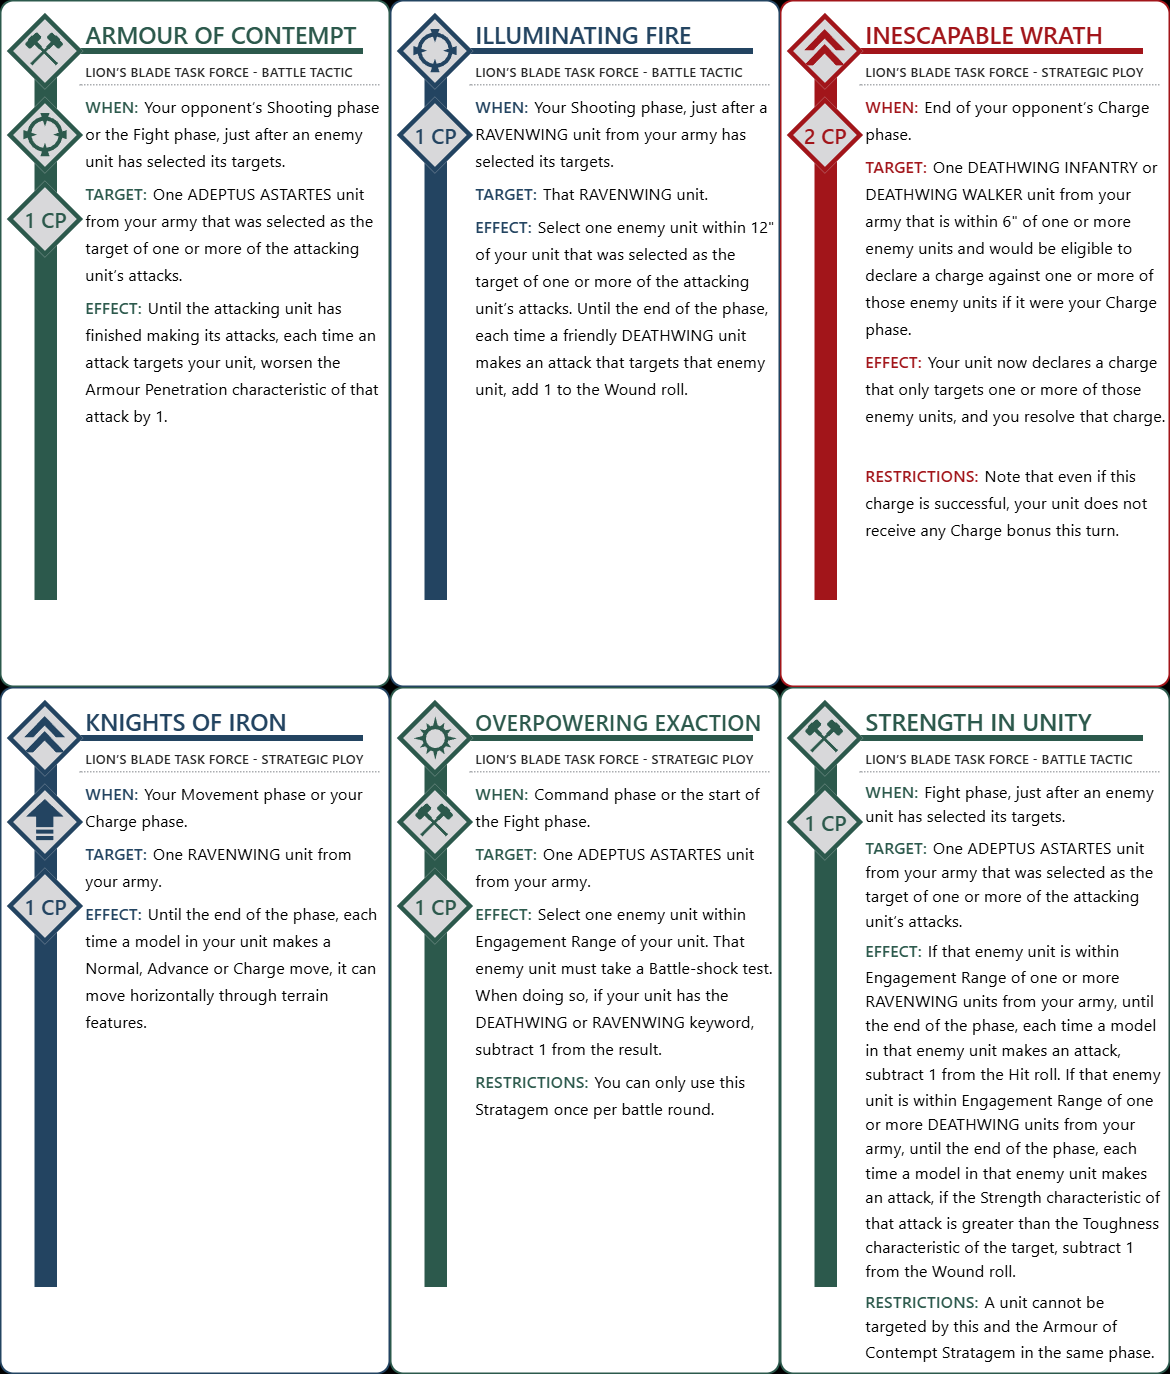 ARMOUR OF CONTEMPT
LION'S BLADE TASK FORCE - BATTLE TACTIC
WHEN: Your opponent's Shooting phase
or the Fight phase, just after an enemy
unit has selected its targets.
TARGET: One ADEPTUS ASTARTES unit
1 CP
from your army that was selected as the
target of one or more of the attacking
unit's attacks.
EFFECT: Until the attacking unit has
finished making its attacks, each time an
attack targets your unit, worsen the
Armour Penetration characteristic of that
attack by 1.
ILLUMINATING FIRE
LION'S BLADE TASK FORCE - BATTLE TACTIC
WHEN: Your Shooting phase, just after a
1 CP
RAVENWING unit from your army has
selected its targets.
TARGET: That RAVENWING unit.
EFFECT: Select one enemy unit within 12"
of your unit that was selected as the
target of one or more of the attacking
unit's attacks. Until the end of the phase,
each time a friendly DEATHWING unit
makes an attack that targets that enemy
unit, add 1 to the Wound roll.
INESCAPABLE WRATH
LION'S BLADE TASK FORCE - STRATEGIC PLOY
WHEN: End of your opponent's Charge
2 CP
phase.
TARGET: One DEATHWING INFANTRY or
DEATHWING WALKER unit from your
army that is within 6" of one or more
enemy units and would be eligible to
declare a charge against one or more of
those enemy units if it were your Charge
phase.
EFFECT: Your unit now declares a charge
that only targets one or more of those
enemy units, and you resolve that charge.
RESTRICTIONS: Note that even if this
charge is successful, your unit does not
receive any Charge bonus this turn.
KNIGHTS OF IRON
LION'S BLADE TASK FORCE - STRATEGIC PLOY
WHEN: Your Movement phase or your
Charge phase.
TARGET: One RAVENWING unit from
your army.
1 CP
EFFECT: Until the end of the phase, each
time a model in your unit makes a
Normal, Advance or Charge move, it can
move horizontally through terrain
features.
OVERPOWERING EXACTION
LION'S BLADE TASK FORCE - STRATEGIC PLOY
WHEN: Command phase or the start of
the Fight phase.
TARGET: One ADEPTUS ASTARTES unit
from your army.
1 CP
EFFECT: Select one enemy unit within
Engagement Range of your unit. That
enemy unit must take a Battle-shock test.
When doing so, if your unit has the
DEATHWING or RAVENWING keyword,
subtract 1 from the result.
RESTRICTIONS: You can only use this
Stratagem once per battle round.
STRENGTH IN UNITY
LION'S BLADE TASK FORCE - BATTLE TACTIC
WHEN: Fight phase, just after an enemy
1 CP
unit has selected its targets.
TARGET: One ADEPTUS ASTARTES unit
from your army that was selected as the
target of one or more of the attacking
unit's attacks.
EFFECT: If that enemy unit is within
Engagement Range of one or more
RAVENWING units from your army, until
the end of the phase, each time a model
in that enemy unit makes an attack,
subtract 1 from the Hit roll. If that enemy
unit is within Engagement Range of one
or more DEATHWING units from your
army, until the end of the phase, each
time a model in that enemy unit makes
an attack, if the Strength characteristic of
that attack is greater than the Toughness
characteristic of the target, subtract 1
from the Wound roll.
RESTRICTIONS: A unit cannot be
targeted by this and the Armour of
Contempt Stratagem in the same phase.